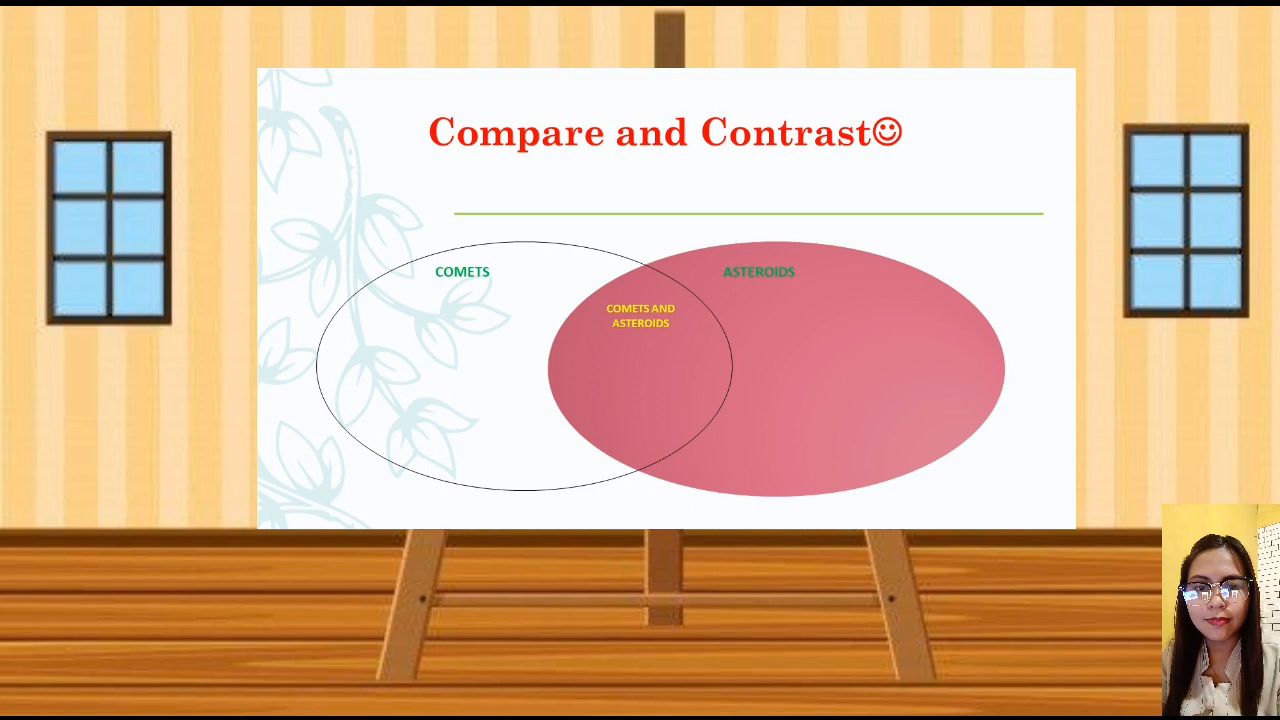 Compare and Contrast☺
COMETS
ASTEROIDS
COMETS AND
ASTEROIDS